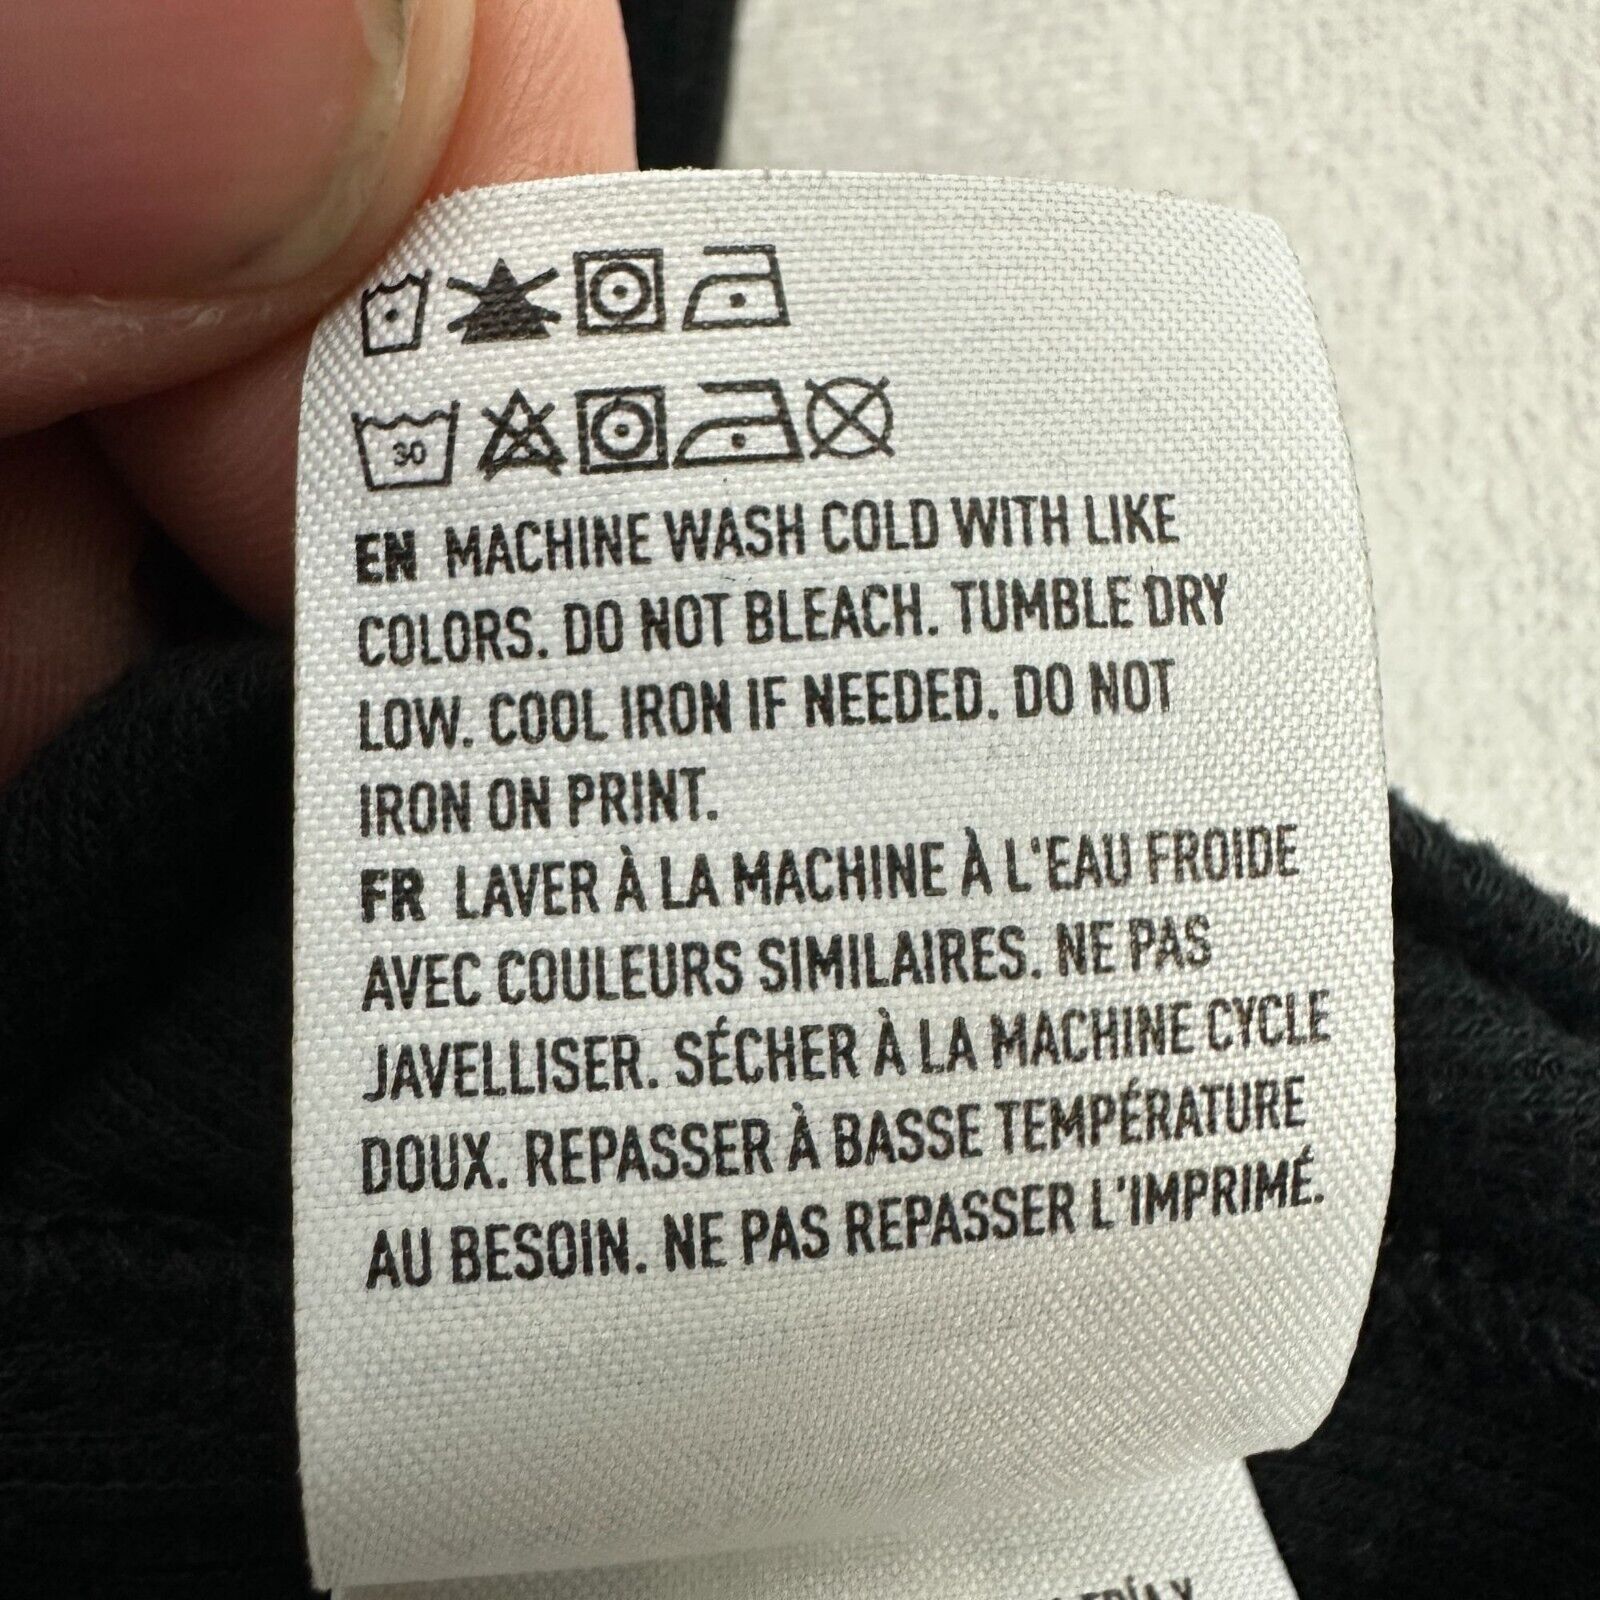 30
EN MACHINE WASH COLD WITH LIKE
COLORS. DO NOT BLEACH. TUMBLE DRY
LOW. COOL IRON IF NEEDED. DO NOT
IRON ON PRINT.
FR LAVER À LA MACHINE À L'EAU FROIDE
AVEC COULEURS SIMILAIRES. NE PAS
JAVELLISER. SÉCHER À LA MACHINE CYCLE
DOUX. REPASSER À BASSE TEMPÉRATURE
AU BESOIN. NE PAS REPASSER L'IMPRIMÉ.